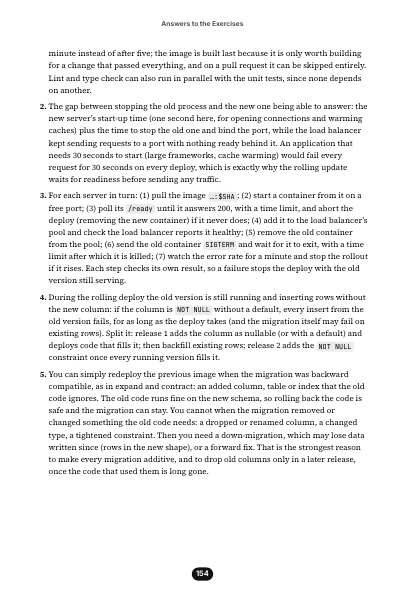 Answers to the Exercises
minute instead of after five; the image is built last because it is only worth building
for a change that passed everything, and on a pull request it can be skipped entirely.
Lint and type check can also run in parallel with the unit tests, since none depends
on another.
2. The gap between stopping the old process and the new one being able to answer: the
new server's start-up time (one second here, for opening connections and warming
caches) plus the time to stop the old one and bind the port, while the load balancer
kept sending requests to a port with nothing ready behind it. An application that
needs 30 seconds to start (large frameworks, cache warming) would fail every
request for 30 seconds on every deploy, which is exactly why the rolling update
waits for readiness before sending any traffic.
3. For each server in turn: (1) pull the image …:$SHA ; (2) start a container from it on a
free port; (3) poll its /ready until it answers 200, with a time limit, and abort the
deploy (removing the new container) if it never does; (4) add it to the load balancer's
pool and check the load balancer reports it healthy; (5) remove the old container
from the pool; (6) send the old container SIGTERM and wait for it to exit, with a time
limit after which it is killed; (7) watch the error rate for a minute and stop the rollout
if it rises. Each step checks its own result, so a failure stops the deploy with the old
version still serving.
4. During the rolling deploy the old version is still running and inserting rows without
the new column: if the column is NOT NULL without a default, every insert from the
old version fails, for as long as the deploy takes (and the migration itself may fail on
existing rows). Split it: release 1 adds the column as nullable (or with a default) and
deploys code that fills it; then backfill existing rows; release 2 adds the NOT NULL
constraint once every running version fills it.
5. You can simply redeploy the previous image when the migration was backward
compatible, as in expand and contract: an added column, table or index that the old
code ignores. The old code runs fine on the new schema, so rolling back the code is
safe and the migration can stay. You cannot when the migration removed or
changed something the old code needs: a dropped or renamed column, a changed
type, a tightened constraint. Then you need a down-migration, which may lose data
written since (rows in the new shape), or a forward fix. That is the strongest reason
to make every migration additive, and to drop old columns only in a later release,
once the code that used them is long gone.
154